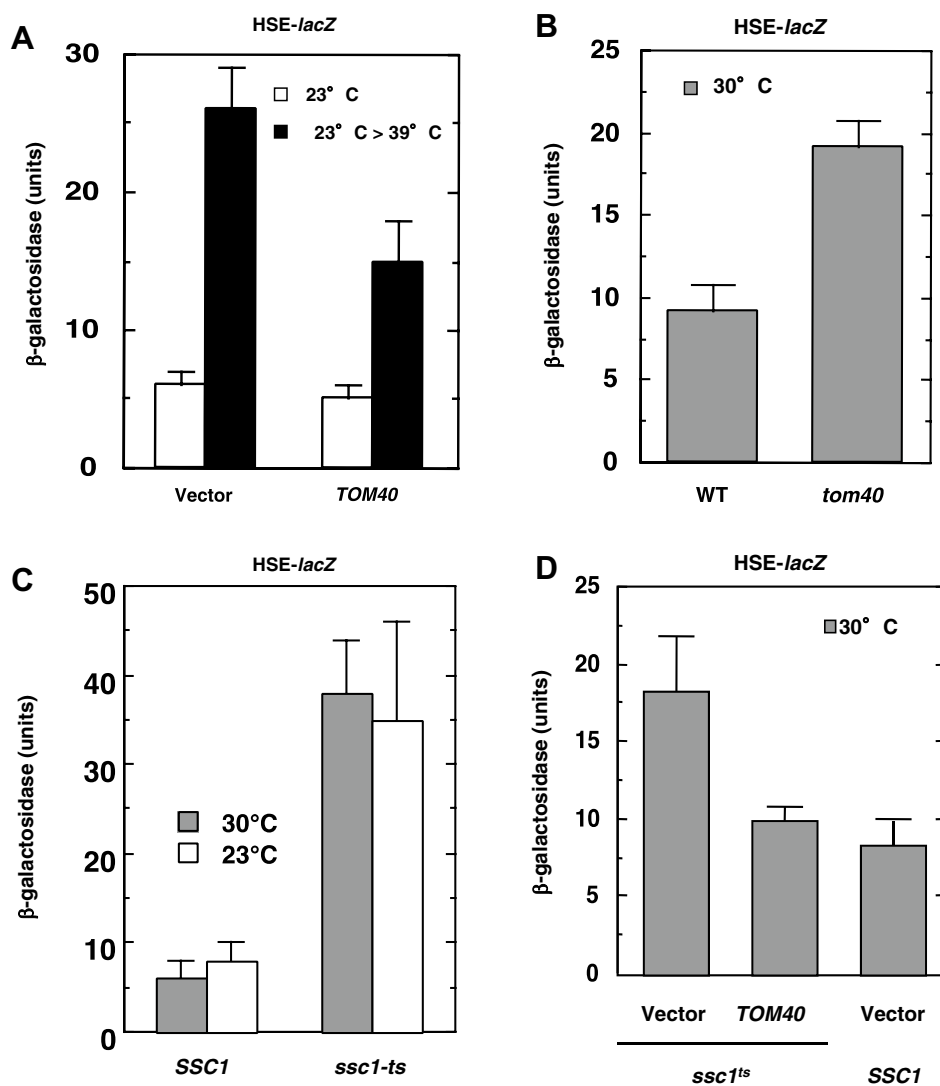 A
HSE-lacZ
β-galactosidase (units)
30
20
10
0
23° C
23° C > 39° C
Vector TOM40
B
HSE-lacZ
β-galactosidase (units)
25
20
15
10
5
0
30° C
WT tom40
C
HSE-lacZ
β-galactosidase (units)
50
40
30
20
10
0
30°C
23°C
SSC1 ssc1-ts
D
HSE-lacZ
β-galactosidase (units)
25
20
15
10
5
0
30° C
Vector TOM40 Vector
ssc1ts SSC1